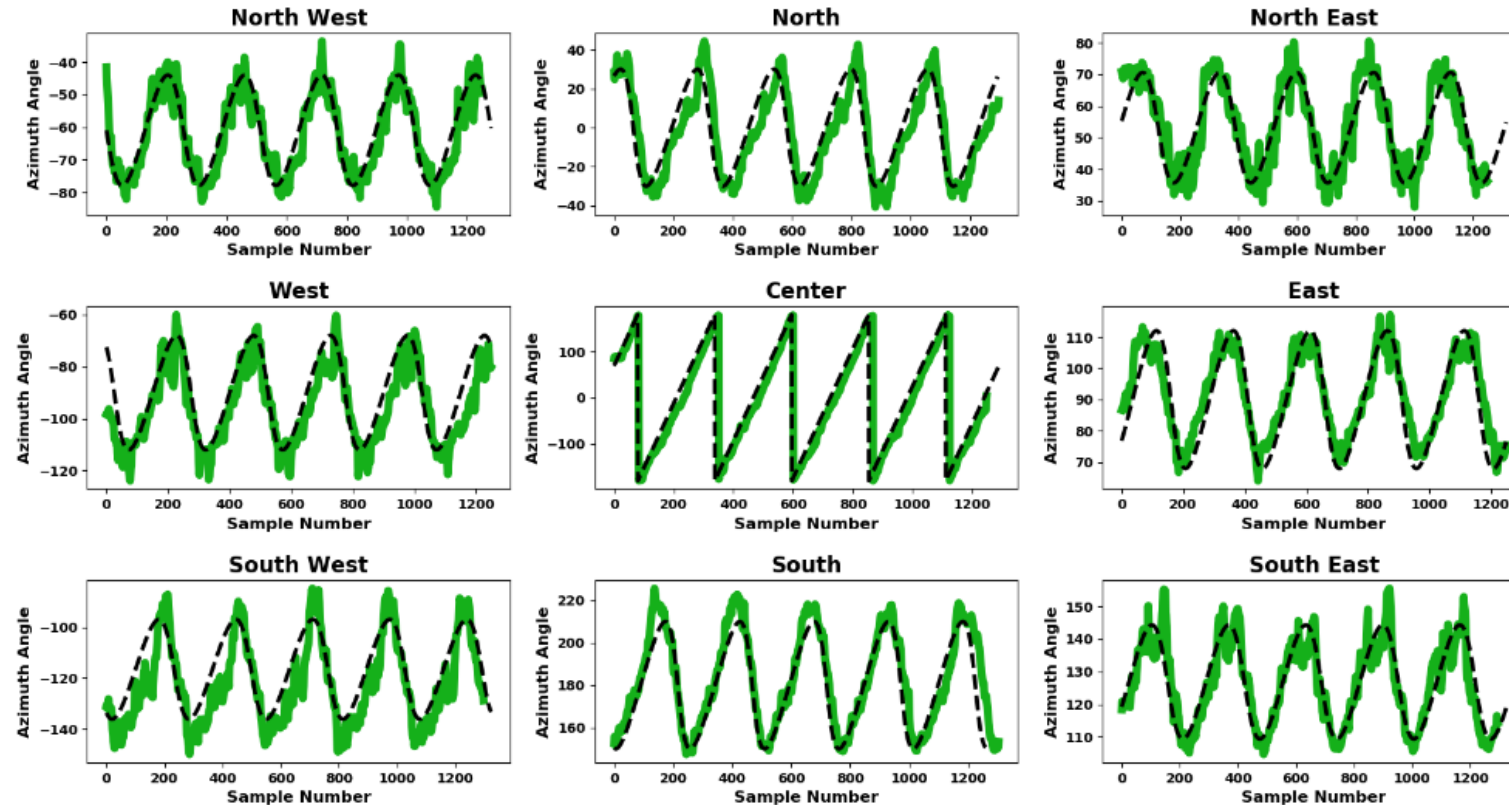 North West North North East
−40
−50
−60
−70
−80
Azimuth Angle
0 200 400 600 800 1000 1200
Sample Number
40
20
0
−20
−40
Azimuth Angle
0 200 400 600 800 1000 1200
Sample Number
80
70
60
50
40
30
Azimuth Angle
0 200 400 600 800 1000 1200
Sample Number
West Center East
−60
−80
−100
−120
Azimuth Angle
0 200 400 600 800 1000 1200
Sample Number
100
0
−100
Azimuth Angle
0 200 400 600 800 1000 1200
Sample Number
110
100
90
80
70
Azimuth Angle
0 200 400 600 800 1000 1200
Sample Number
South West South South East
−100
−120
−140
Azimuth Angle
0 200 400 600 800 1000 1200
Sample Number
220
200
180
160
Azimuth Angle
0 200 400 600 800 1000 1200
Sample Number
150
140
130
120
110
Azimuth Angle
0 200 400 600 800 1000 1200
Sample Number